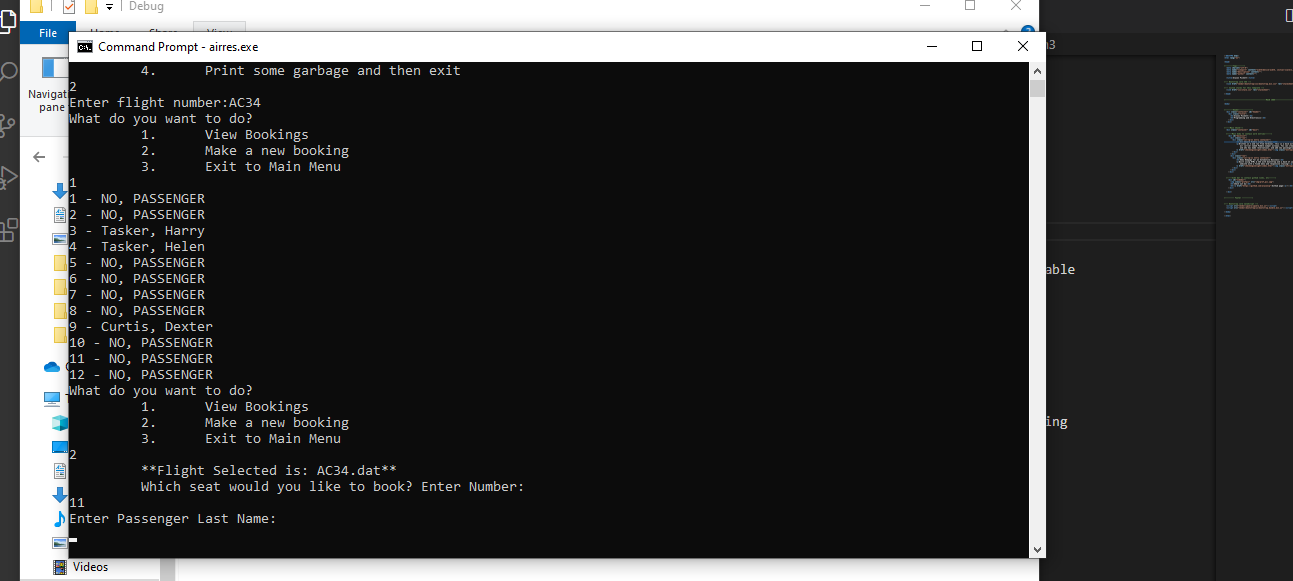 Debug
File
Home
Share
View
Command Prompt - airres.exe
Navigat
pane
4. Print some garbage and then exit
2
Enter flight number:AC34
What do you want to do?
1. View Bookings
2. Make a new booking
3. Exit to Main Menu
1
1 - NO, PASSENGER
2 - NO, PASSENGER
3 - Tasker, Harry
4 - Tasker, Helen
5 - NO, PASSENGER
6 - NO, PASSENGER
7 - NO, PASSENGER
8 - NO, PASSENGER
9 - Curtis, Dexter
10 - NO, PASSENGER
11 - NO, PASSENGER
12 - NO, PASSENGER
What do you want to do?
1. View Bookings
2. Make a new booking
3. Exit to Main Menu
2
**Flight Selected is: AC34.dat**
Which seat would you like to book? Enter Number:
11
Enter Passenger Last Name:
Videos
n3
able
ing